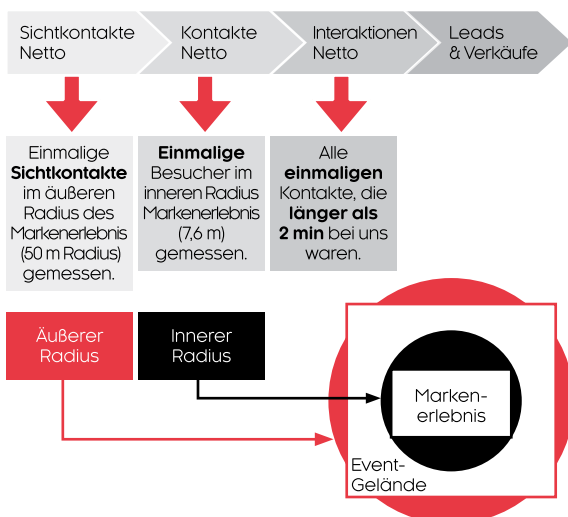 Sichtkontakte
Netto
Kontakte
Netto
Interaktionen
Netto
Leads
& Verkäufe
Einmalige
Sichtkontakte
im äußeren
Radius des
Markenerlebnis
(50 m Radius)
gemessen.
Einmalige
Besucher im
inneren Radius
Markenerlebnis
(7,6 m)
gemessen.
Alle
einmaligen
Kontakte, die
länger als
2 min bei uns
waren.
Äußerer
Radius
Innerer
Radius
Marken-
erlebnis
Event-
Gelände